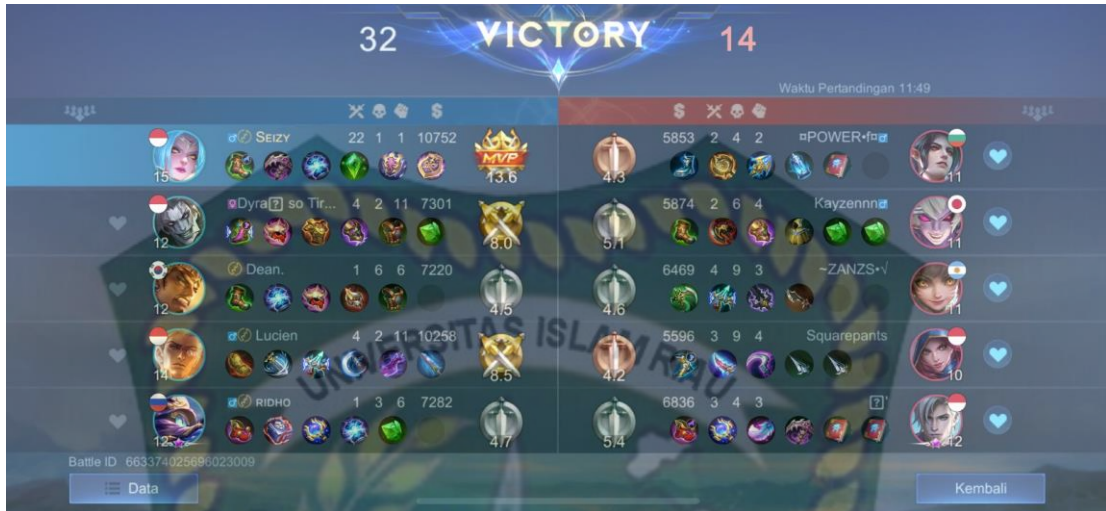 32 VICTORY 14
Waktu Pertandingan 11:49
SEIZY 22 1 1 10752 MVP 13.6 4.3 5853 2 4 2 ¤POWER•f¤
15 11
♀Dyra? so Tir... 4 2 11 7301 8.0 5.1 5874 2 6 4 Kayzennn
12 11
Dean. 1 6 6 7220 4.5 4.6 6469 4 9 3 ~ZANZS•√
12 11
Lucien 4 2 11 10258 8.5 4.2 5596 3 9 4 Squarepants
14 10
RIDHO 1 3 6 7282 4.7 5.4 6836 3 4 3 ?'
12 12
UNIVERSITAS ISLAM RIAU
Battle ID 663374025696023009
Data Kembali